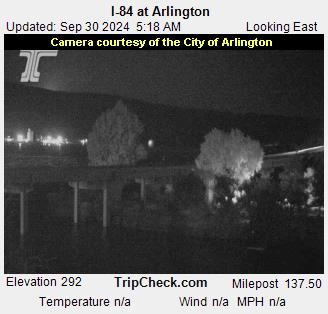 I-84 at Arlington
Updated: Sep 30 2024 5:18 AM Looking East
Camera courtesy of the City of Arlington
Elevation 292 TripCheck.com Milepost 137.50
Temperature n/a Wind n/a MPH n/a